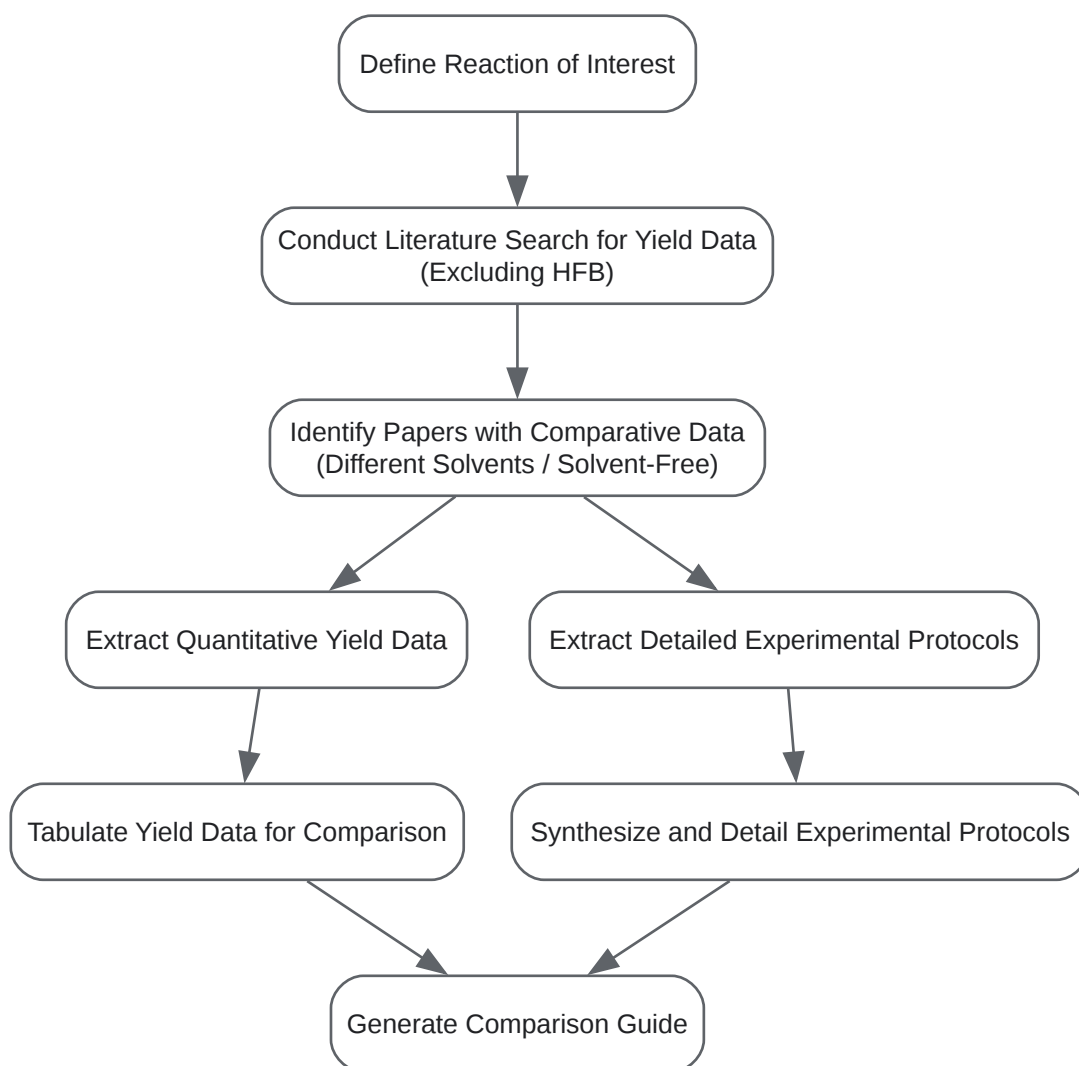 Define Reaction of Interest
Conduct Literature Search for Yield Data
(Excluding HFB)
Identify Papers with Comparative Data
(Different Solvents / Solvent-Free)
Extract Quantitative Yield Data
Extract Detailed Experimental Protocols
Tabulate Yield Data for Comparison
Synthesize and Detail Experimental Protocols
Generate Comparison Guide